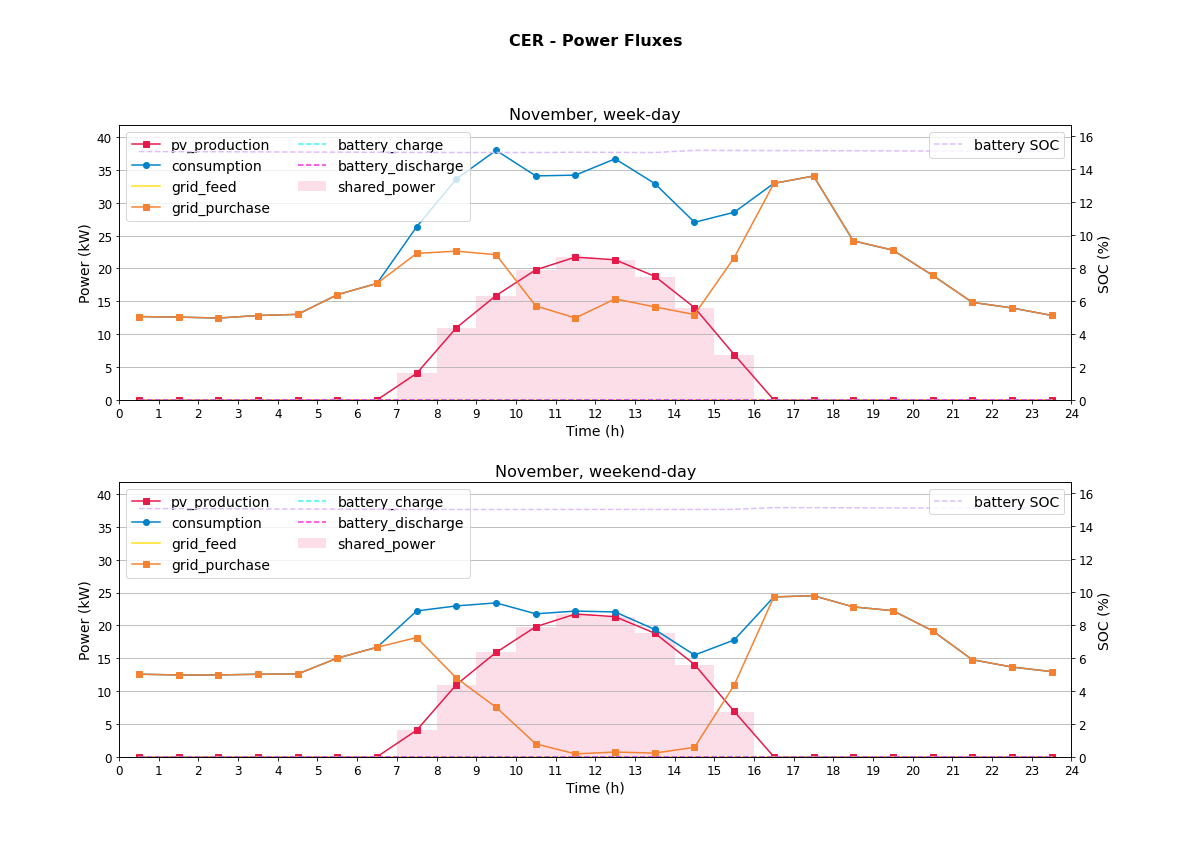 CER - Power Fluxes
November, week-day
pv_production
consumption
grid_feed
grid_purchase
battery_charge
battery_discharge
shared_power
battery SOC
Power (kW)
40
35
30
25
20
15
10
5
0
SOC (%)
16
14
12
10
8
6
4
2
0
0 1 2 3 4 5 6 7 8 9 10 11 12 13 14 15 16 17 18 19 20 21 22 23 24
Time (h)
November, weekend-day
pv_production
consumption
grid_feed
grid_purchase
battery_charge
battery_discharge
shared_power
battery SOC
Power (kW)
40
35
30
25
20
15
10
5
0
SOC (%)
16
14
12
10
8
6
4
2
0
0 1 2 3 4 5 6 7 8 9 10 11 12 13 14 15 16 17 18 19 20 21 22 23 24
Time (h)